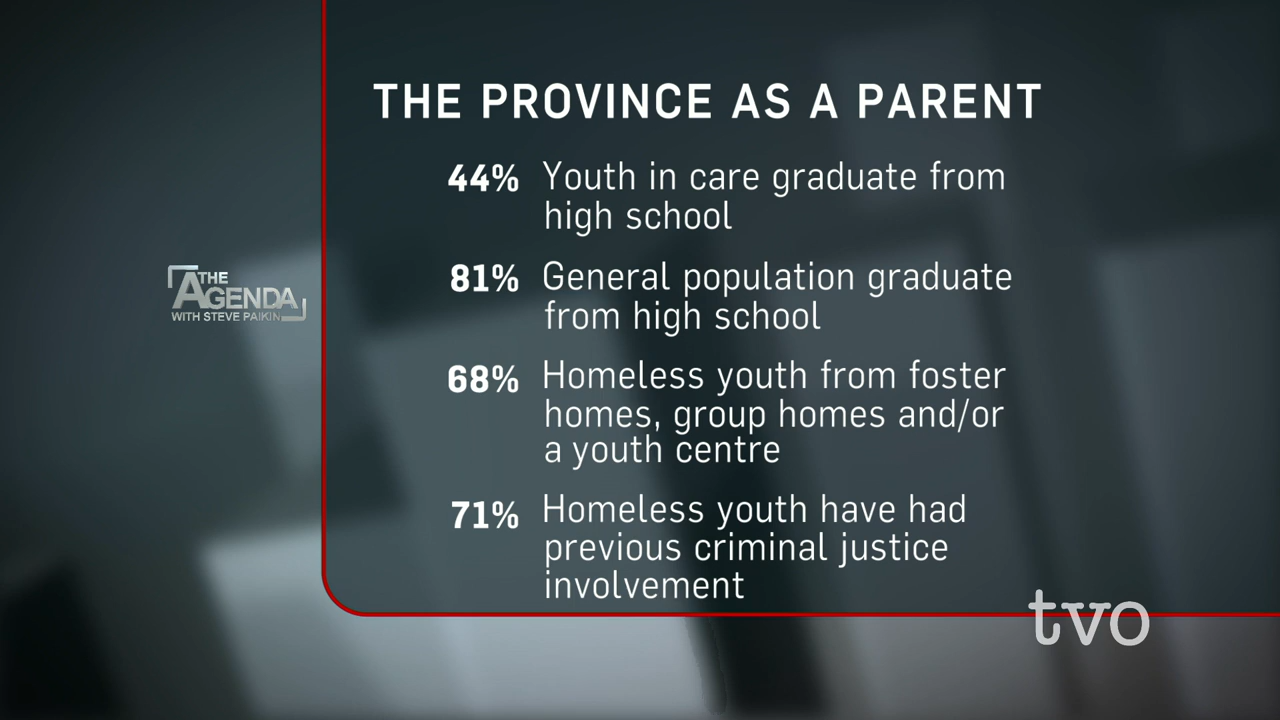 THE PROVINCE AS A PARENT
44% Youth in care graduate from
high school
81% General population graduate
from high school
68% Homeless youth from foster
homes, group homes and/or
a youth centre
71% Homeless youth have had
previous criminal justice
involvement
THE
AGENDA
WITH STEVE PAIKIN
tvo